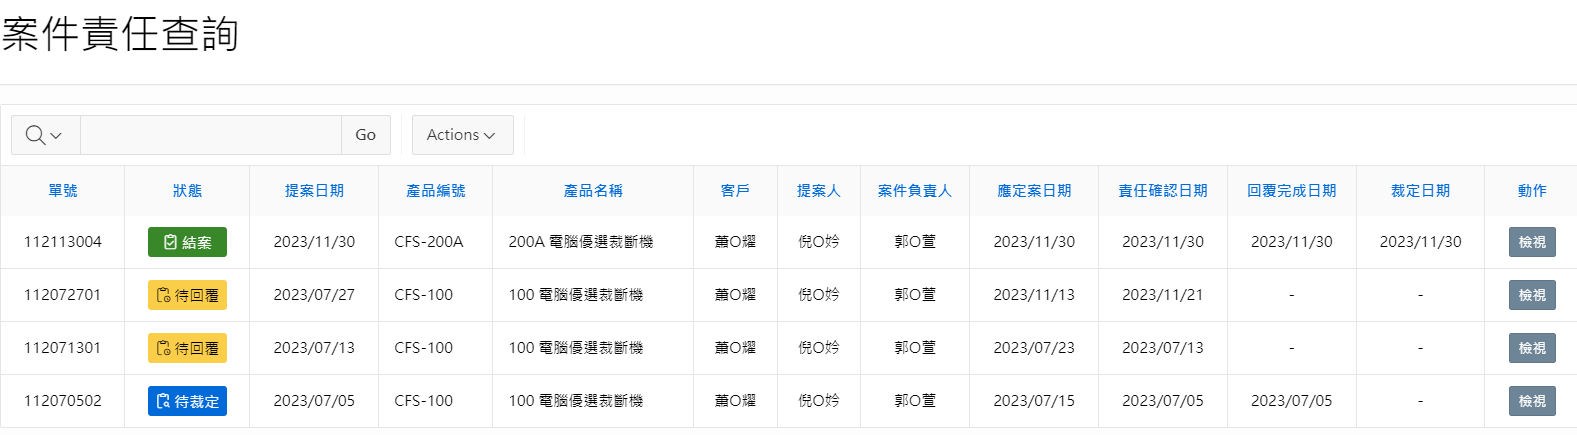 案件責任查詢
Go Actions
單號 狀態 提案日期 產品編號 產品名稱 客戶 提案人 案件負責人 應定案日期 責任確認日期 回覆完成日期 裁定日期 動作
112113004 結案 2023/11/30 CFS-200A 200A 電腦優選裁斷機 蕭O耀 倪O妗 郭O萱 2023/11/30 2023/11/30 2023/11/30 2023/11/30 檢視
112072701 待回覆 2023/07/27 CFS-100 100 電腦優選裁斷機 蕭O耀 倪O妗 郭O萱 2023/11/13 2023/11/21 - - 檢視
112071301 待回覆 2023/07/13 CFS-100 100 電腦優選裁斷機 蕭O耀 倪O妗 郭O萱 2023/07/23 2023/07/13 - - 檢視
112070502 待裁定 2023/07/05 CFS-100 100 電腦優選裁斷機 蕭O耀 倪O妗 郭O萱 2023/07/15 2023/07/05 2023/07/05 - 檢視